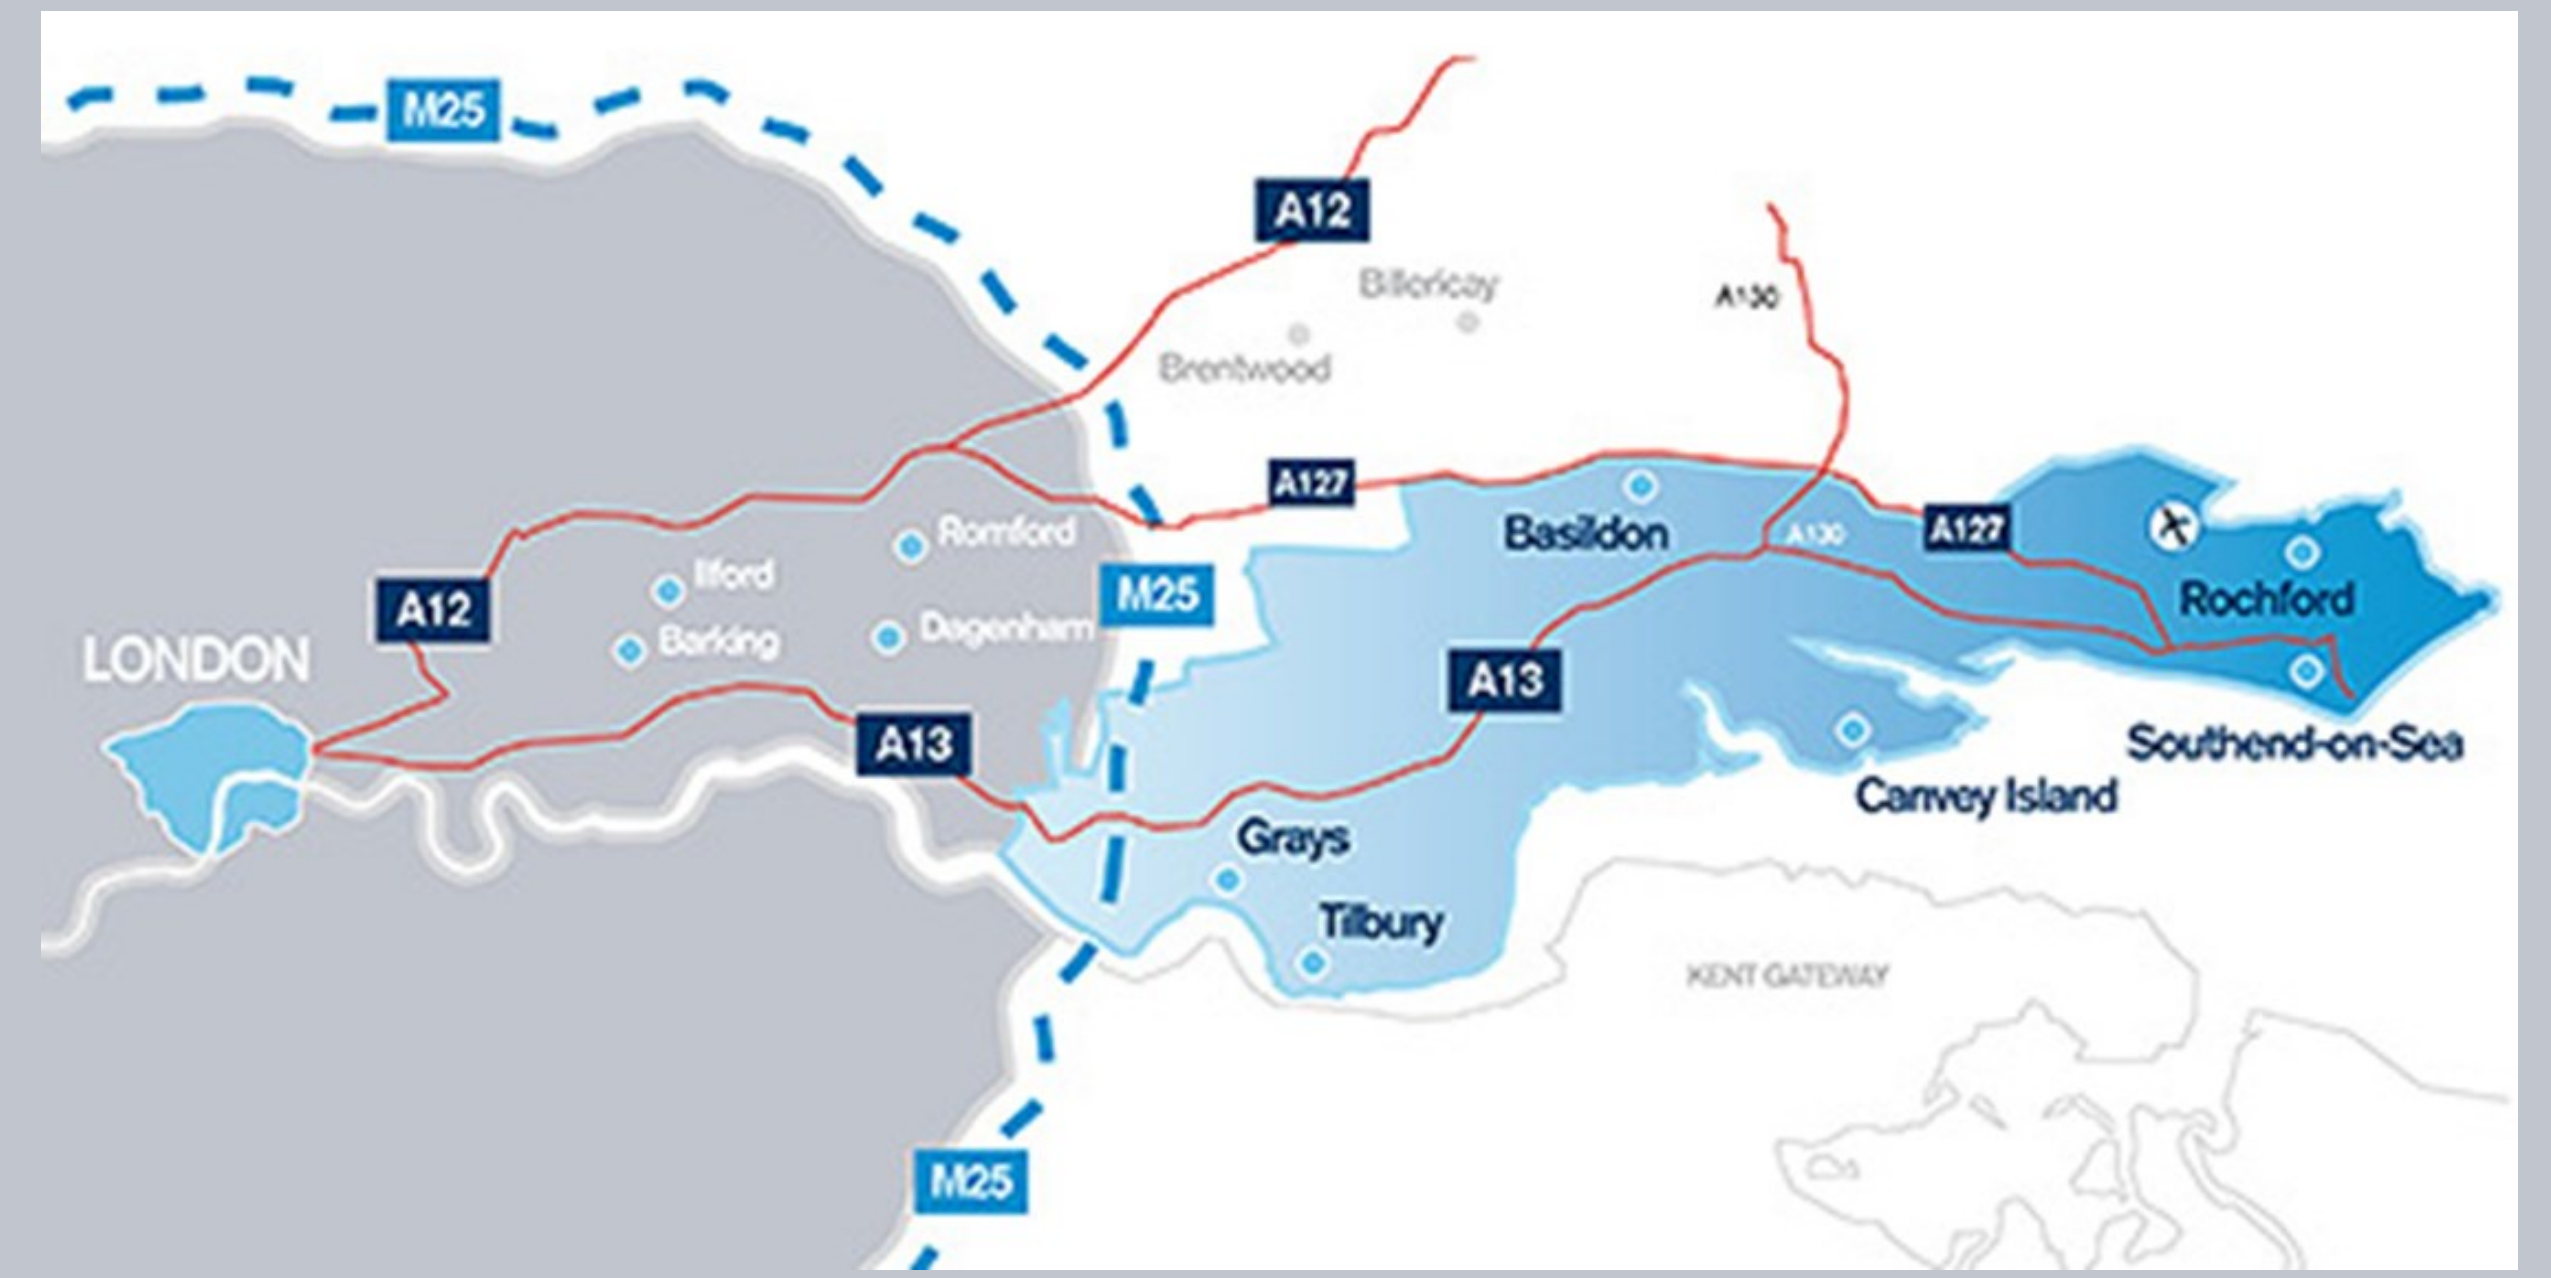 M25
A12
Billericay
A130
Brentwood
A127
Basildon
A130
A127
Romford
Ilford
M25
A12
Rochford
Dagenham
Barking
LONDON
A13
A13
Southend-on-Sea
Canvey Island
Grays
Tilbury
KENT GATEWAY
M25